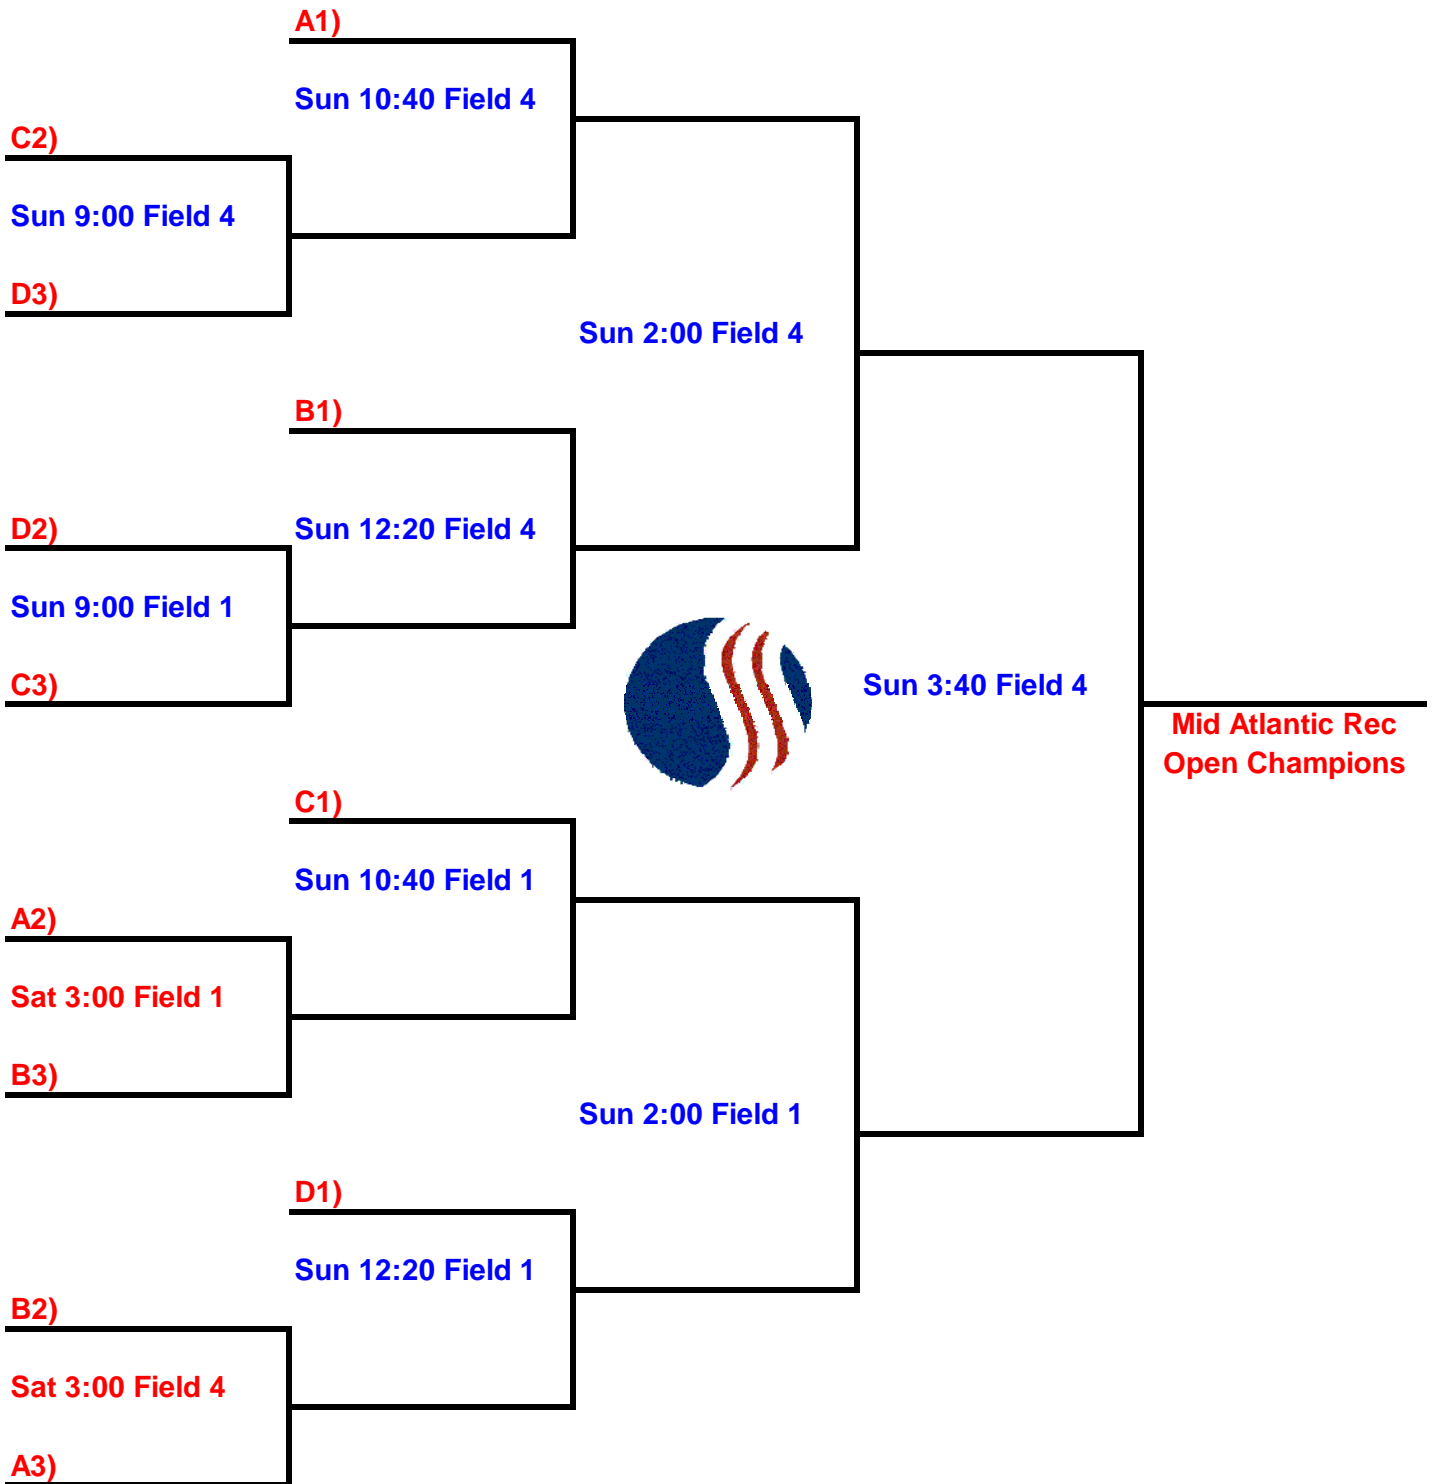 A1)
Sun 10:40 Field 4
C2)
Sun 9:00 Field 4
D3)
Sun 2:00 Field 4
B1)
D2)
Sun 12:20 Field 4
Sun 9:00 Field 1
C3)
Sun 3:40 Field 4
Mid Atlantic Rec
Open Champions
C1)
Sun 10:40 Field 1
A2)
Sat 3:00 Field 1
B3)
Sun 2:00 Field 1
D1)
Sun 12:20 Field 1
B2)
Sat 3:00 Field 4
A3)